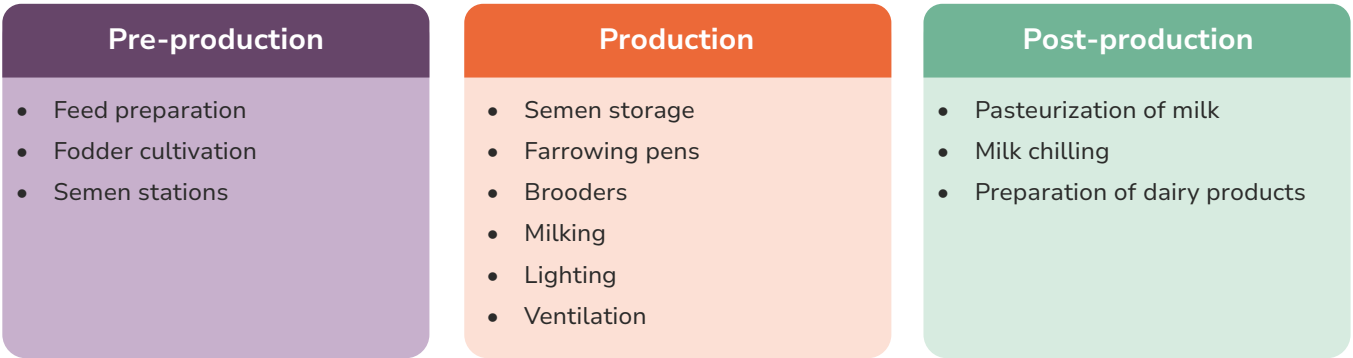 Pre-production
• Feed preparation
• Fodder cultivation
• Semen stations
Production
• Semen storage
• Farrowing pens
• Brooders
• Milking
• Lighting
• Ventilation
Post-production
• Pasteurization of milk
• Milk chilling
• Preparation of dairy products